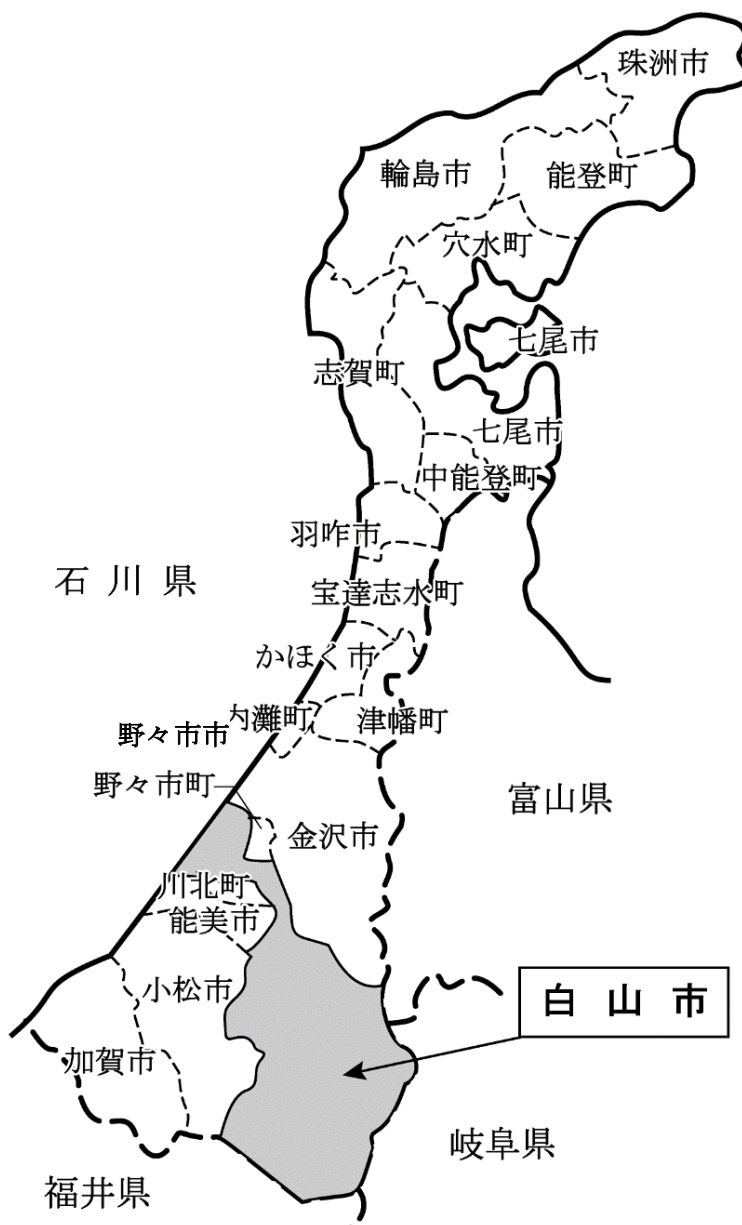 珠洲市
輪島市
能登町
穴水町
七尾市
志賀町
七尾市
中能登町
羽咋市
石川県
宝達志水町
かほく市
内灘町
津幡町
野々市市
野々市町
富山県
金沢市
川北町
能美市
小松市
白山市
加賀市
岐阜県
福井県